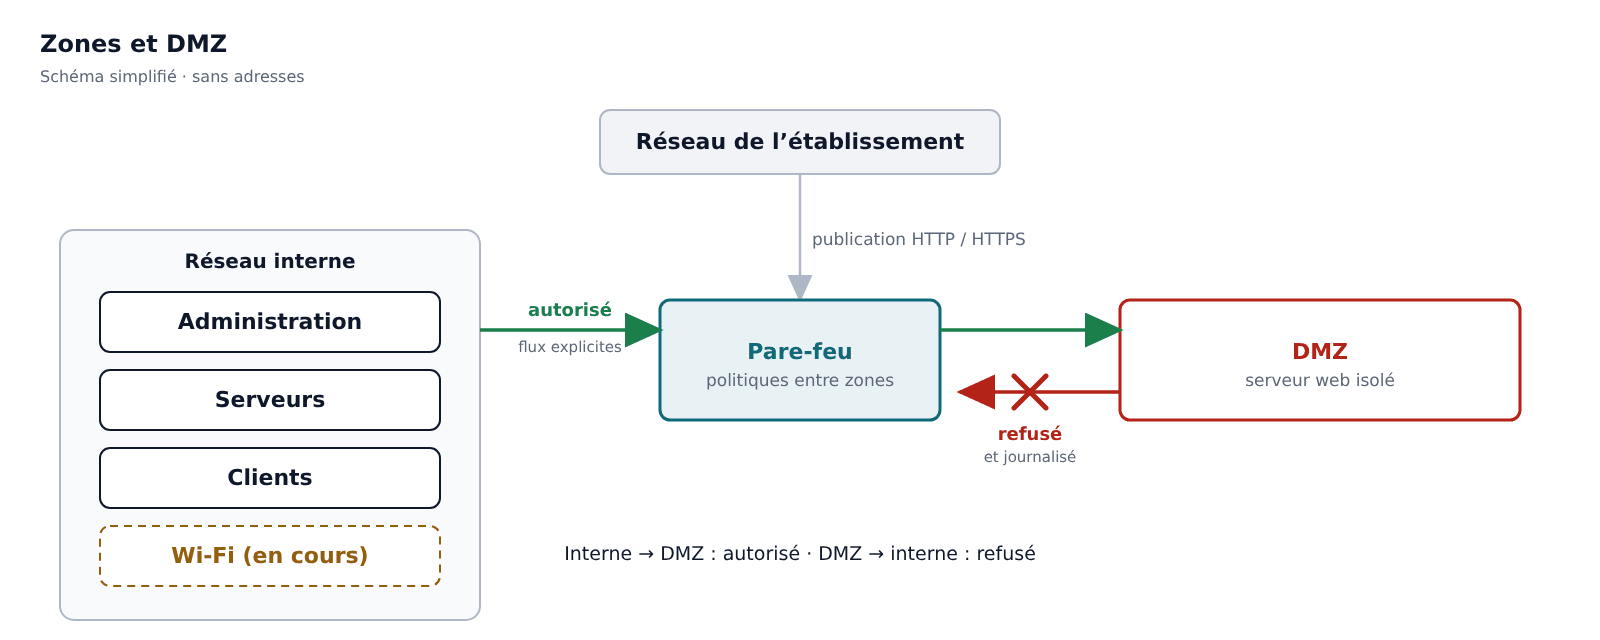 Zones et DMZ
Schéma simplifié · sans adresses
Réseau de l’établissement
publication HTTP / HTTPS
Réseau interne
Administration
Serveurs
Clients
Wi-Fi (en cours)
autorisé
flux explicites
Pare-feu
politiques entre zones
DMZ
serveur web isolé
refusé
et journalisé
Interne → DMZ : autorisé · DMZ → interne : refusé